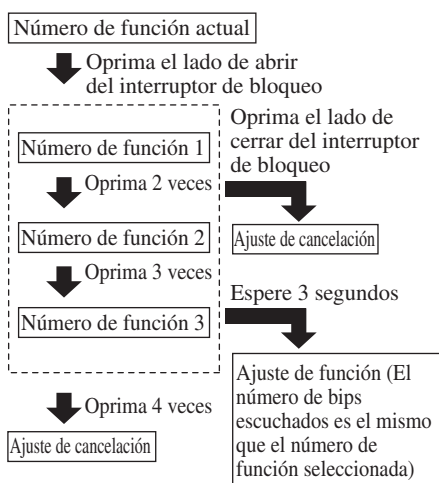 Número de función actual
Oprima el lado de abrir
del interruptor de bloqueo
Oprima el lado de
cerrar del interruptor
de bloqueo
Número de función 1
Oprima 2 veces
Número de función 2
Ajuste de cancelación
Oprima 3 veces
Número de función 3
Espere 3 segundos
Ajuste de función (El
número de bips
escuchados es el mismo
que el número de
función seleccionada)
Oprima 4 veces
Ajuste de cancelación